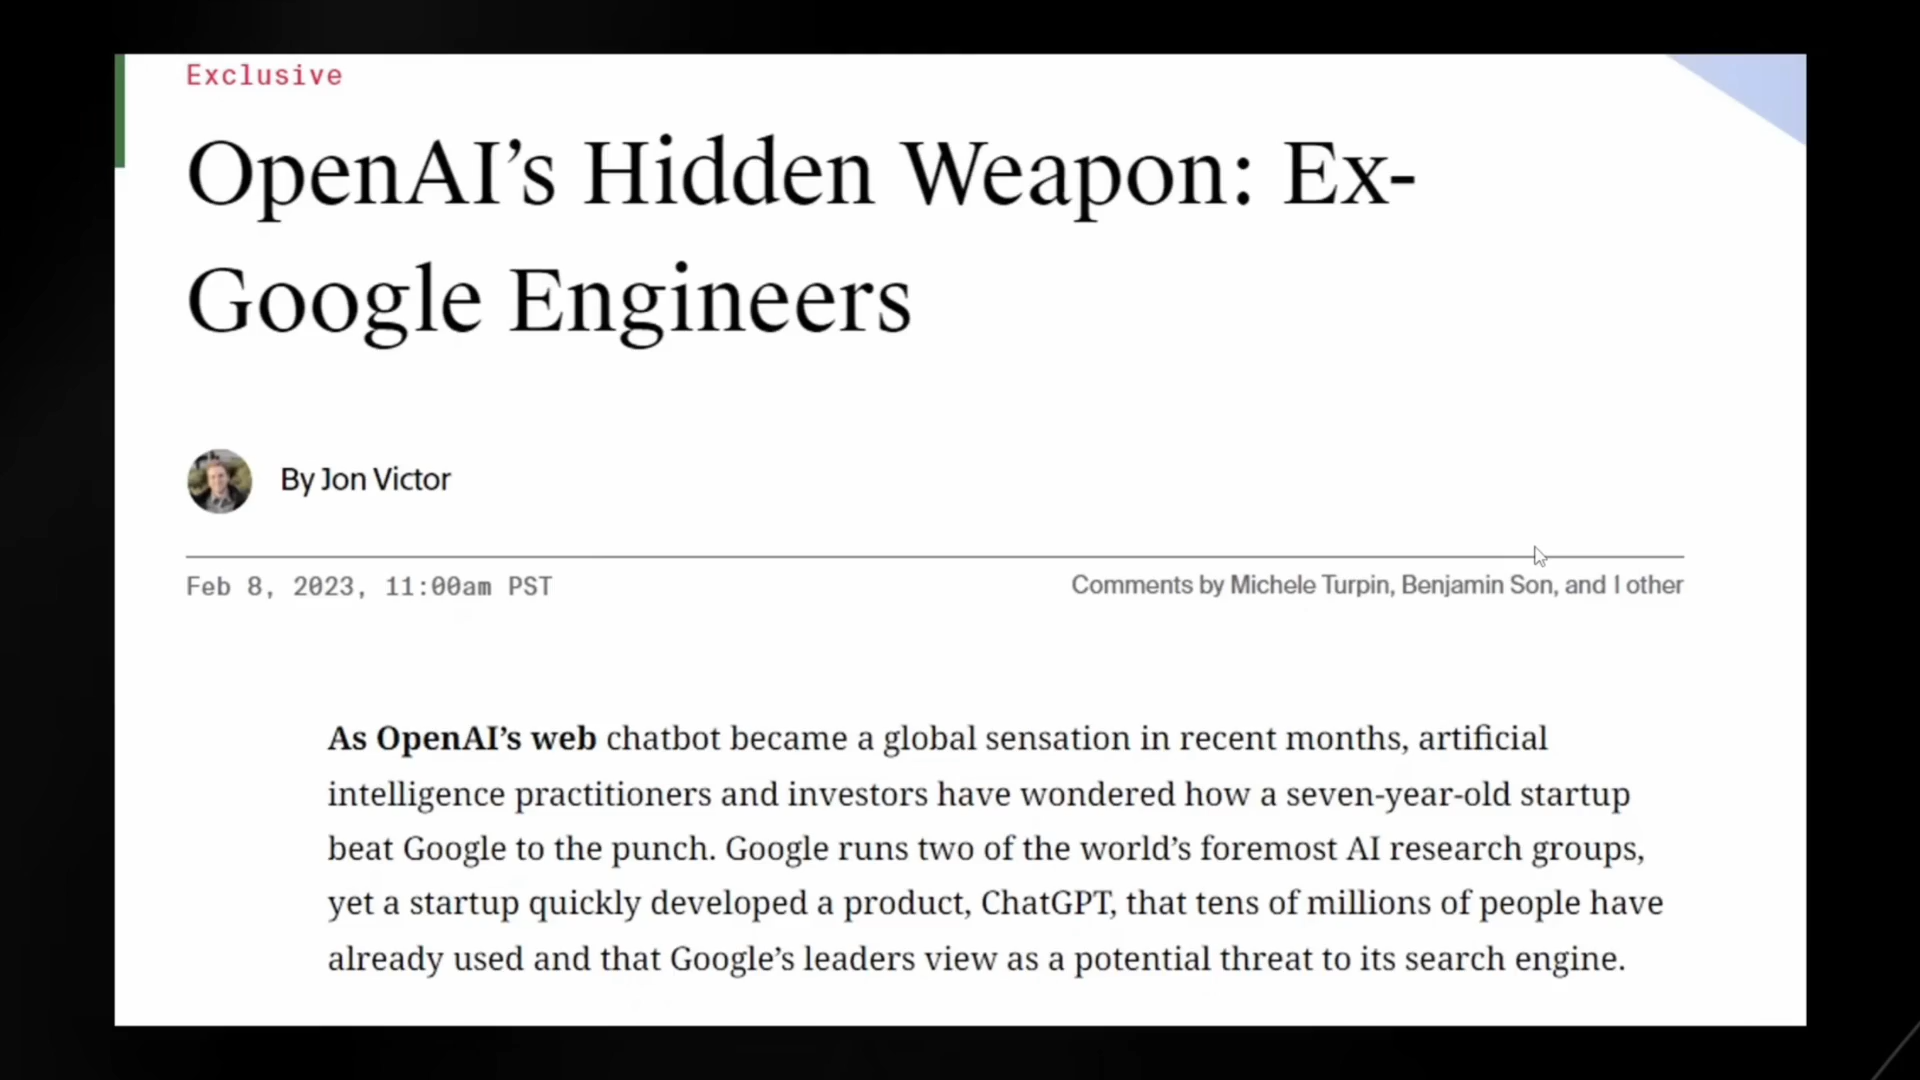 Exclusive
OpenAI’s Hidden Weapon: Ex-
Google Engineers
By Jon Victor
Feb 8, 2023, 11:00am PST
Comments by Michele Turpin, Benjamin Son, and 1 other
As OpenAI’s web chatbot became a global sensation in recent months, artificial
intelligence practitioners and investors have wondered how a seven-year-old startup
beat Google to the punch. Google runs two of the world’s foremost AI research groups,
yet a startup quickly developed a product, ChatGPT, that tens of millions of people have
already used and that Google’s leaders view as a potential threat to its search engine.